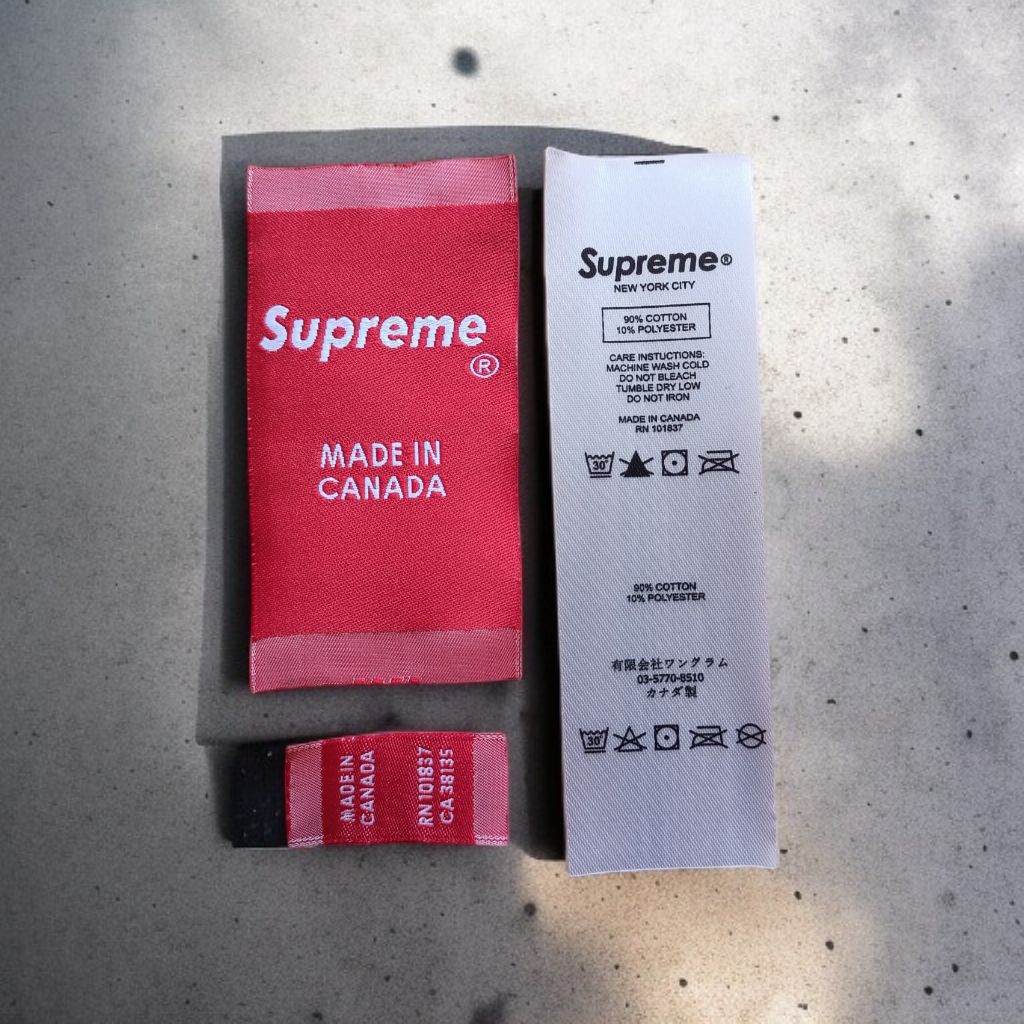 Supreme
®
MADE IN
CANADA
MADE IN
CANADA
RN 101837
CA 38135
Supreme®
NEW YORK CITY
90% COTTON
10% POLYESTER
CARE INSTUCTIONS:
MACHINE WASH COLD
DO NOT BLEACH
TUMBLE DRY LOW
DO NOT IRON
MADE IN CANADA
RN 101837
30°
90% COTTON
10% POLYESTER
有限会社ワングラム
03-5770-8510
カナダ製
30°